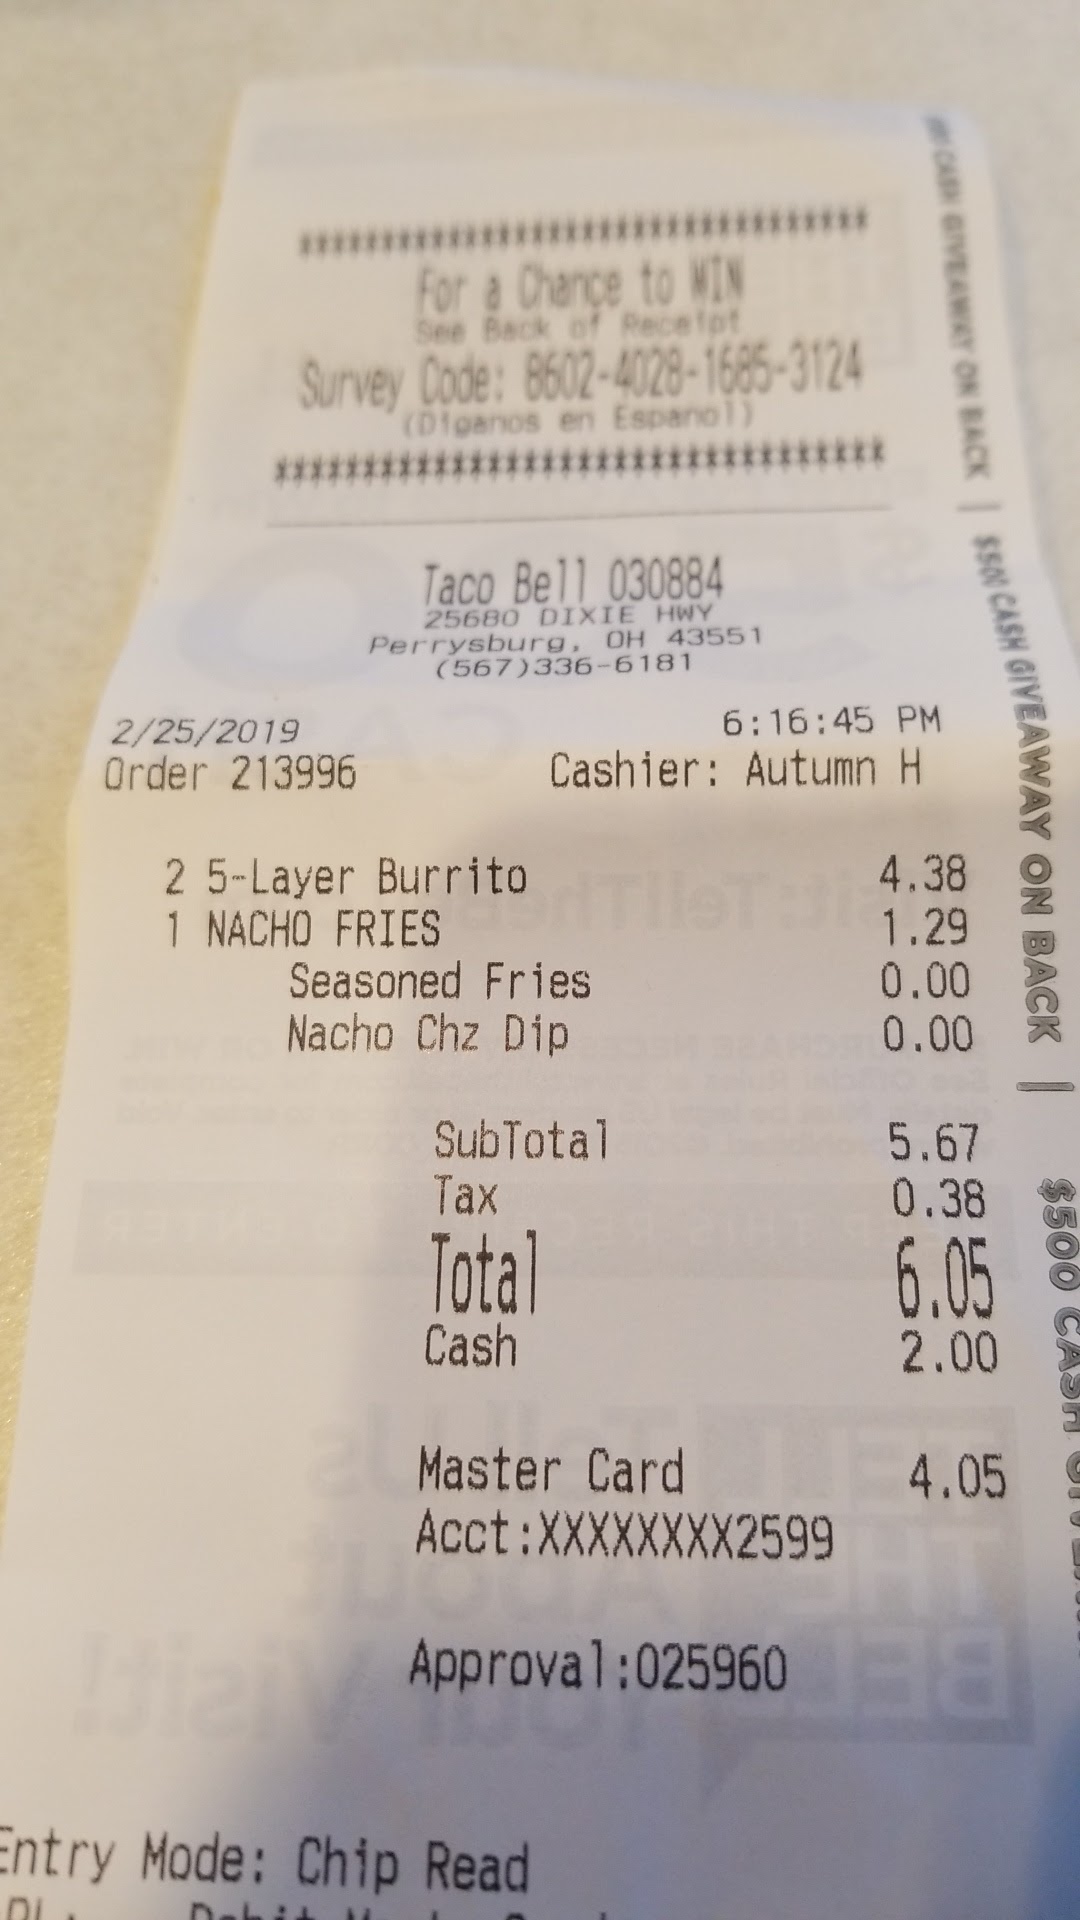 *********************************
For a Chance to WIN
See Back of Receipt
Survey Code: 8602-4028-1685-3124
(Diganos en Espanol)
*********************************
Taco Bell 030884
25680 DIXIE HWY
Perrysburg, OH 43551
(567)336-6181
2/25/2019 6:16:45 PM
Order 213996 Cashier: Autumn H
2 5-Layer Burrito 4.38
1 NACHO FRIES 1.29
Seasoned Fries 0.00
Nacho Chz Dip 0.00
SubTotal 5.67
Tax 0.38
Total 6.05
Cash 2.00
Master Card 4.05
Acct:XXXXXXXX2599
Approval:025960
Entry Mode: Chip Read
CASH GIVEAWAY ON BACK | $500 CASH GIVEAWAY ON BACK | $500 CASH